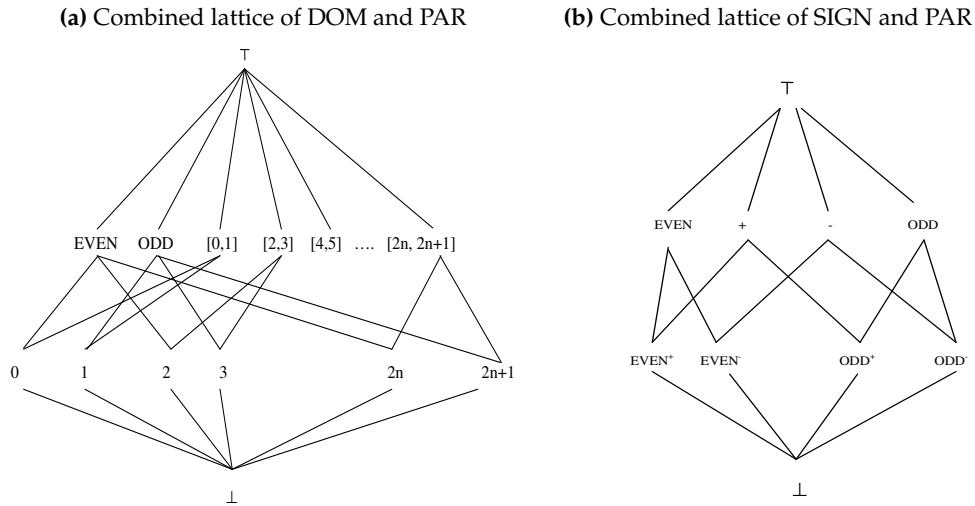 (a) Combined lattice of DOM and PAR
⊤
EVEN ODD [0,1] [2,3] [4,5] .... [2n, 2n+1]
0 1 2 3 2n 2n+1
⊥
(b) Combined lattice of SIGN and PAR
⊤
EVEN + - ODD
EVEN⁺ EVEN⁻ ODD⁺ ODD⁻
⊥